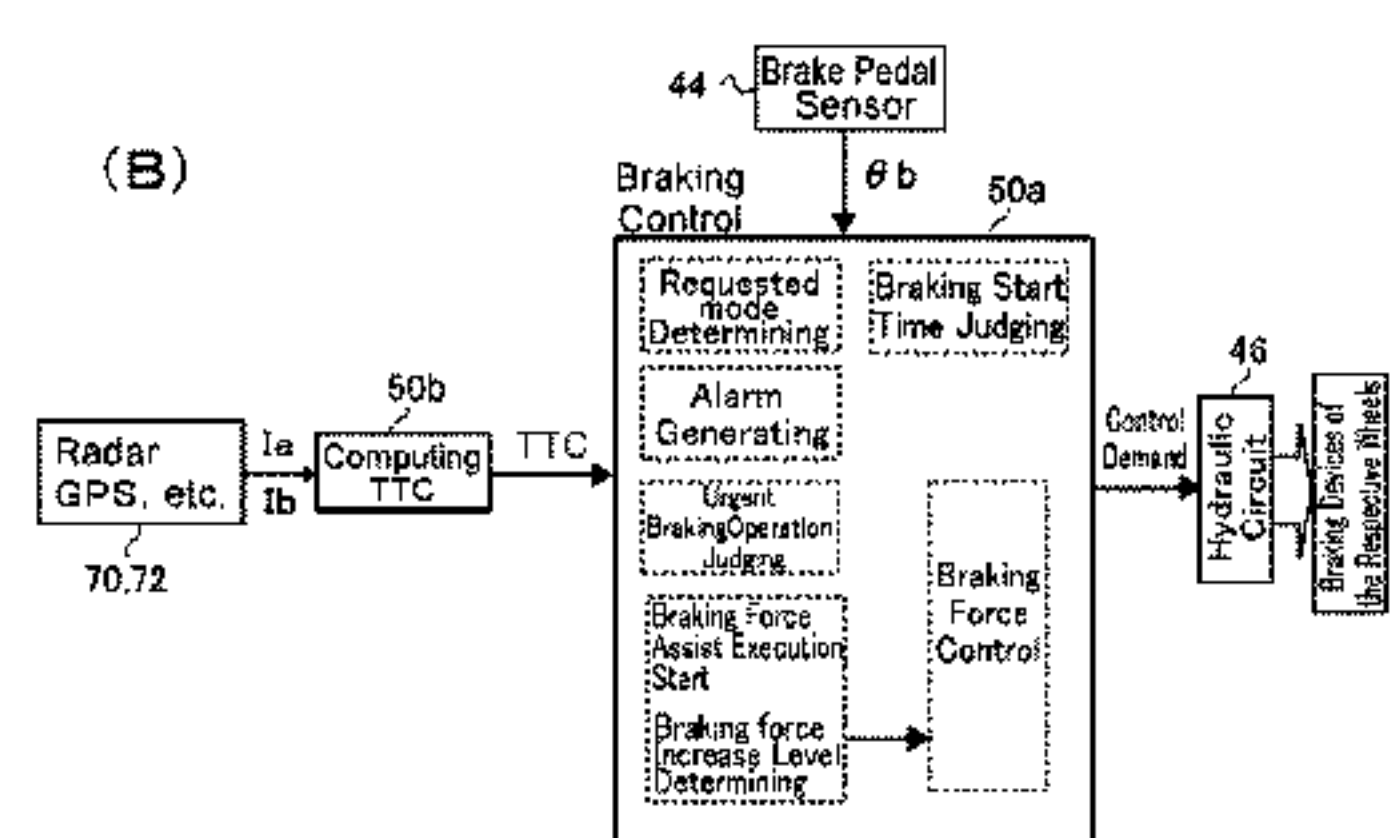 44
Brake Pedal
Sensor
(B)
θb
Braking
Control
50a
Requested
mode
Determining
Braking Start
Time Judging
Alarm
Generating
Urgent
BrakingOperation
Judging
Braking Force
Assist Execution
Start
Braking force
Increase Level
Determining
Braking
Force
Control
50b
Radar
GPS, etc.
Ia
Ib
Computing
TTC
TTC
70,72
Control
Demand
46
Hydraulic
Circuit
Braking Devices of
the Respective Wheels